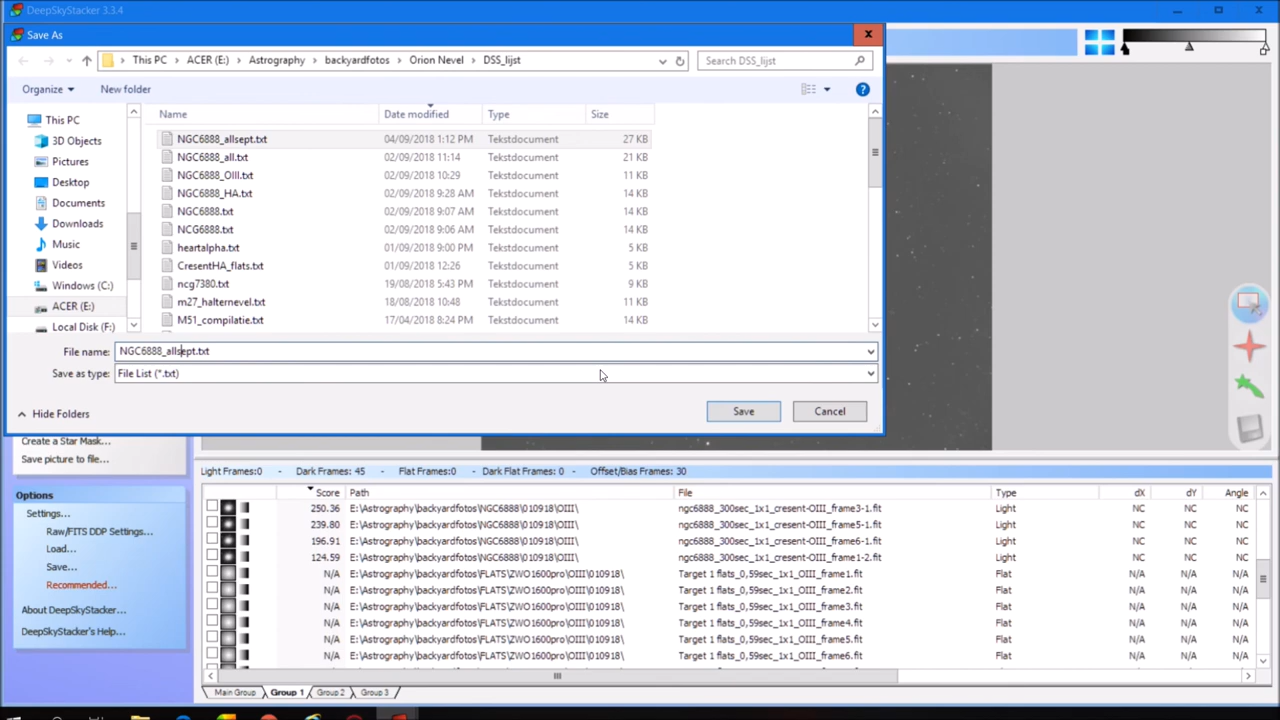 DeepSkyStacker 3.3.4
Save As
This PC > ACER (E:) > Astrography > backyardfotos > Orion Nevel > DSS_lijst
Search DSS_lijst
Organize New folder
Name Date modified Type Size
This PC
3D Objects
Pictures
Desktop
Documents
Downloads
Music
Videos
Windows (C:)
ACER (E:)
Local Disk (F:)
NGC6888_allsept.txt 04/09/2018 1:12 PM Tekstdocument 27 KB
NGC6888_all.txt 02/09/2018 11:14 Tekstdocument 21 KB
NGC6888_OIII.txt 02/09/2018 10:29 Tekstdocument 11 KB
NGC6888_HA.txt 02/09/2018 9:28 AM Tekstdocument 14 KB
NGC6888.txt 02/09/2018 9:07 AM Tekstdocument 14 KB
NCG6888.txt 02/09/2018 9:06 AM Tekstdocument 14 KB
heartalpha.txt 01/09/2018 9:00 PM Tekstdocument 5 KB
CresentHA_flats.txt 01/09/2018 12:26 Tekstdocument 5 KB
ncg7380.txt 19/08/2018 5:43 PM Tekstdocument 9 KB
m27_halternevel.txt 18/08/2018 10:48 Tekstdocument 11 KB
M51_compilatie.txt 17/04/2018 8:24 PM Tekstdocument 14 KB
File name: NGC6888_allsept.txt
Save as type: File List (*.txt)
Hide Folders
Save Cancel
Create a Star Mask...
Save picture to file...
Options
Settings...
Raw/FITS DDP Settings...
Load...
Save...
Recommended...
About DeepSkyStacker...
DeepSkyStacker's Help...
Light Frames:0 - Dark Frames: 45 - Flat Frames:0 - Dark Flat Frames: 0 - Offset/Bias Frames: 30
Score Path File Type dX dY Angle
250.36 E:\Astrography\backyardfotos\NGC6888\010918\OIII\ ngc6888_300sec_1x1_cresent-OIII_frame3-1.fit Light NC NC NC
239.80 E:\Astrography\backyardfotos\NGC6888\010918\OIII\ ngc6888_300sec_1x1_cresent-OIII_frame5-1.fit Light NC NC NC
196.91 E:\Astrography\backyardfotos\NGC6888\010918\OIII\ ngc6888_300sec_1x1_cresent-OIII_frame6-1.fit Light NC NC NC
124.59 E:\Astrography\backyardfotos\NGC6888\010918\OIII\ ngc6888_300sec_1x1_cresent-OIII_frame1-2.fit Light NC NC NC
N/A E:\Astrography\backyardfotos\FLATS\ZWO1600pro\OIII\010918\ Target 1 flats_0,59sec_1x1_OIII_frame1.fit Flat N/A N/A N/A
N/A E:\Astrography\backyardfotos\FLATS\ZWO1600pro\OIII\010918\ Target 1 flats_0,59sec_1x1_OIII_frame2.fit Flat N/A N/A N/A
N/A E:\Astrography\backyardfotos\FLATS\ZWO1600pro\OIII\010918\ Target 1 flats_0,59sec_1x1_OIII_frame3.fit Flat N/A N/A N/A
N/A E:\Astrography\backyardfotos\FLATS\ZWO1600pro\OIII\010918\ Target 1 flats_0,59sec_1x1_OIII_frame4.fit Flat N/A N/A N/A
N/A E:\Astrography\backyardfotos\FLATS\ZWO1600pro\OIII\010918\ Target 1 flats_0,59sec_1x1_OIII_frame5.fit Flat N/A N/A N/A
N/A E:\Astrography\backyardfotos\FLATS\ZWO1600pro\OIII\010918\ Target 1 flats_0,59sec_1x1_OIII_frame6.fit Flat N/A N/A N/A
Main Group Group 1 Group 2 Group 3